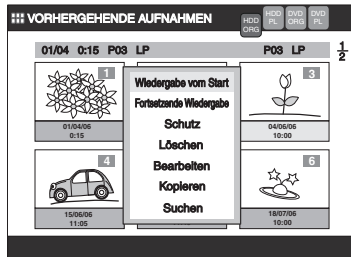 VORHERGEHENDE AUFNAHMEN
HDD ORG
HDD PL
DVD ORG
DVD PL
01/04 0:15 P03 LP
P03 LP
1/2
1
01/04/06
0:15
Wiedergabe vom Start
Fortsetzende Wiedergabe
Schutz
Löschen
Bearbeiten
Kopieren
Suchen
3
04/06/06
10:00
4
15/06/06
11:05
6
18/07/06
10:00